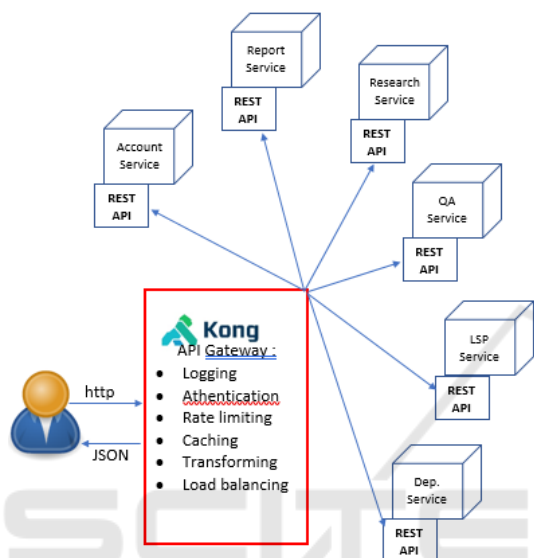 Report
Service
REST
API
Research
Service
REST
API
Account
Service
REST
API
QA
Service
REST
API
LSP
Service
REST
API
Dep.
Service
REST
API
Kong
API Gateway :
• Logging
• Athentication
• Rate limiting
• Caching
• Transforming
• Load balancing
http
JSON
SCITE